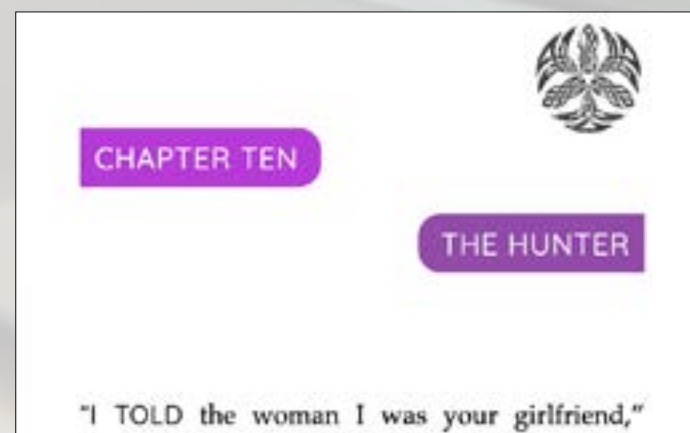 CHAPTER TEN
THE HUNTER
"I TOLD the woman I was your girlfriend,"